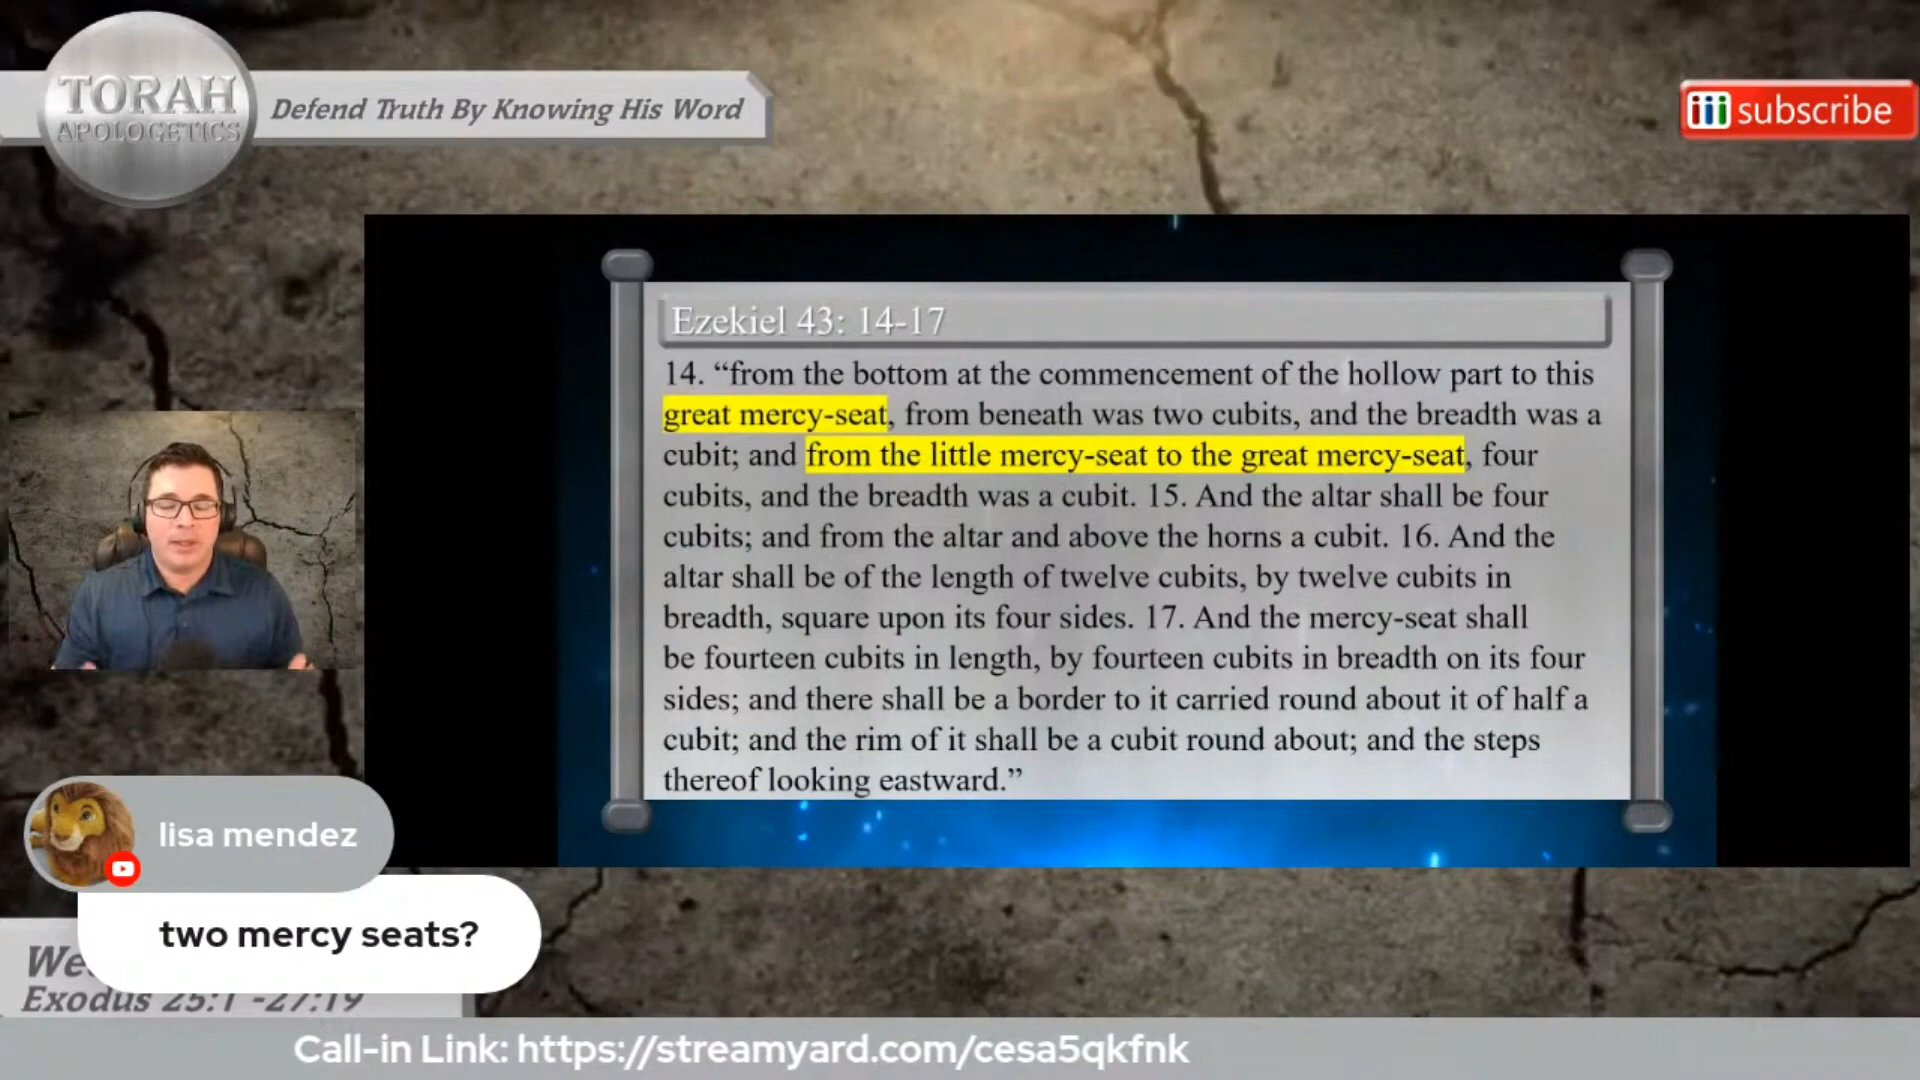 TORAH
APOLOGETICS
Defend Truth By Knowing His Word
subscribe
Ezekiel 43: 14-17
14. “from the bottom at the commencement of the hollow part to this
great mercy-seat, from beneath was two cubits, and the breadth was a
cubit; and from the little mercy-seat to the great mercy-seat, four
cubits, and the breadth was a cubit. 15. And the altar shall be four
cubits; and from the altar and above the horns a cubit. 16. And the
altar shall be of the length of twelve cubits, by twelve cubits in
breadth, square upon its four sides. 17. And the mercy-seat shall
be fourteen cubits in length, by fourteen cubits in breadth on its four
sides; and there shall be a border to it carried round about it of half a
cubit; and the rim of it shall be a cubit round about; and the steps
thereof looking eastward.”
lisa mendez
two mercy seats?
Exodus 25:1 -27:19
Call-in Link: https://streamyard.com/cesa5qkfnk